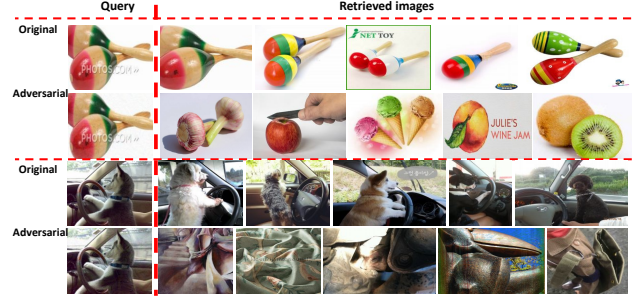 Query
Retrieved images
Original
PHOTOS.COM
NET TOY
Adversarial
PHOTOS.COM
JULIE'S
WINE JAM
Original
Adversarial